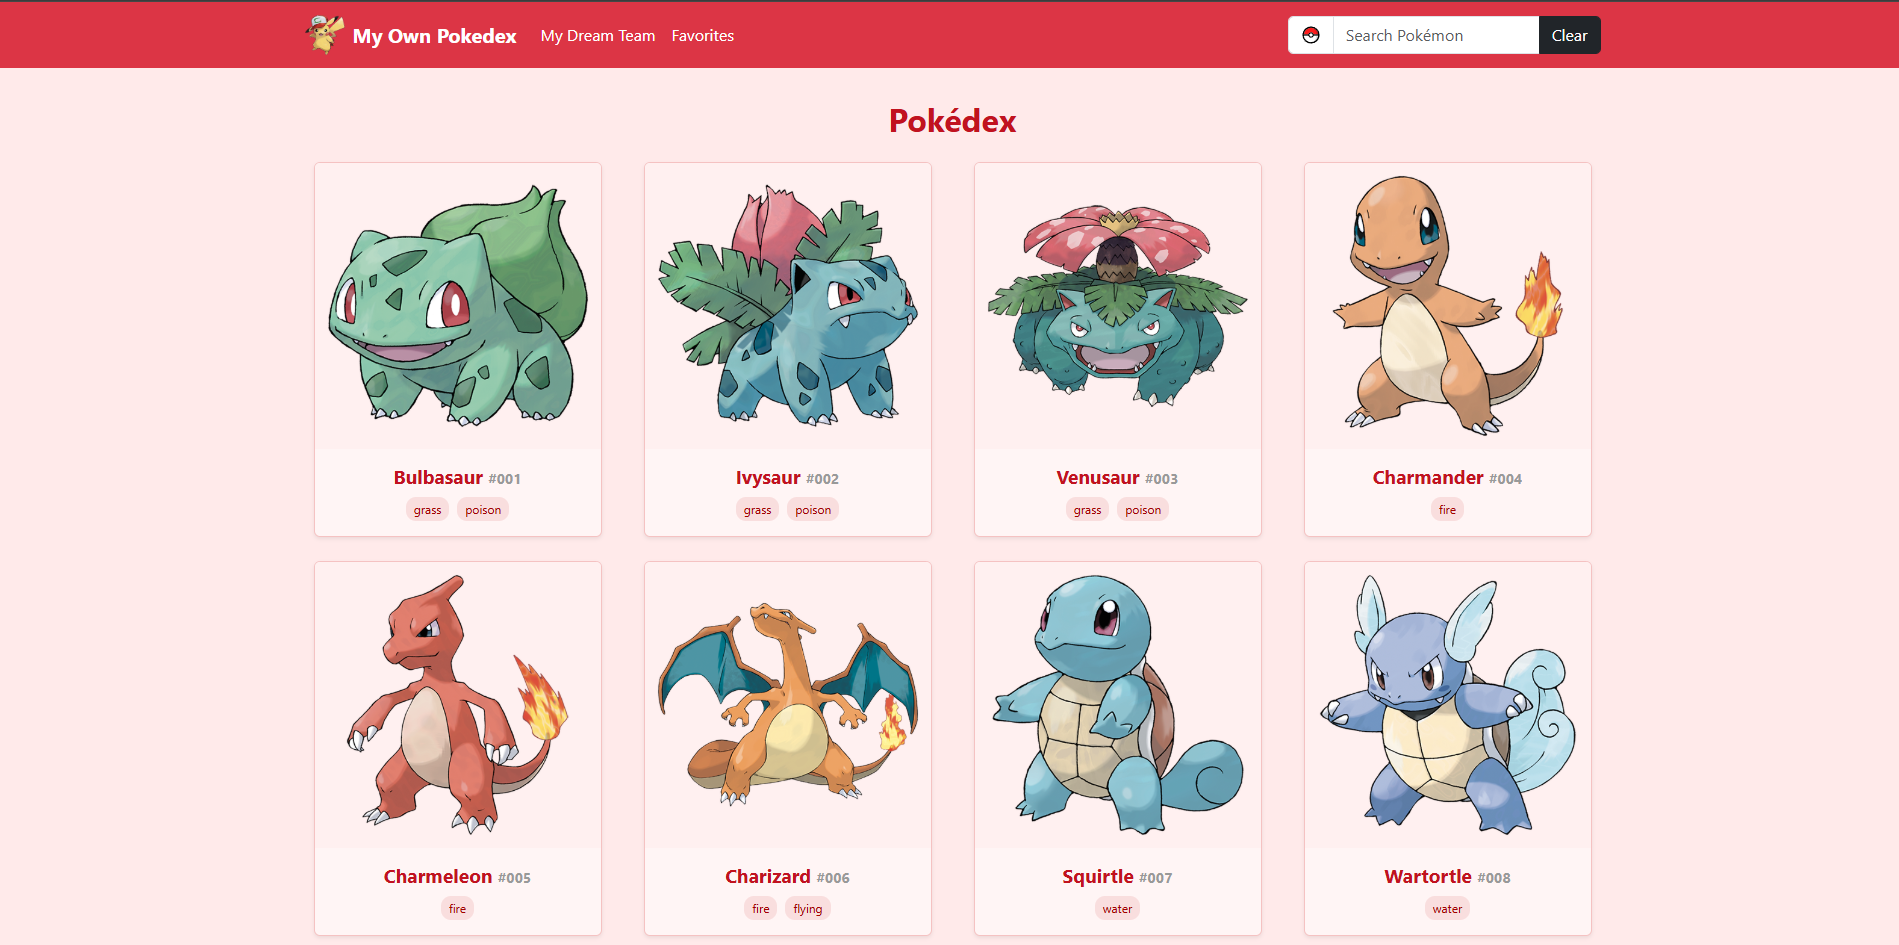 My Own Pokedex My Dream Team Favorites Search Pokémon Clear
Pokédex
Bulbasaur #001
grass poison
Ivysaur #002
grass poison
Venusaur #003
grass poison
Charmander #004
fire
Charmeleon #005
fire
Charizard #006
fire flying
Squirtle #007
water
Wartortle #008
water